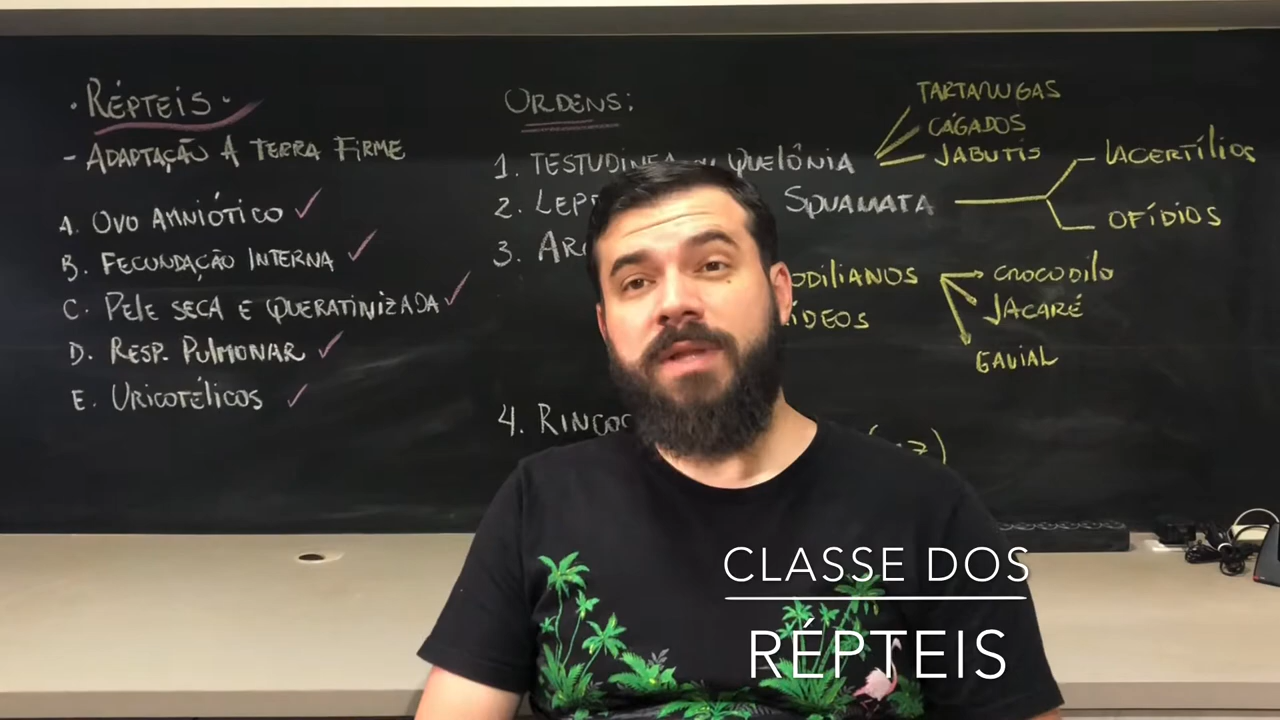 · RÉPTEIS ·
- ADAPTAÇÃO À TERRA FIRME
A. OVO AMNIÓTICO ✓
B. FECUNDAÇÃO INTERNA ✓
C. PELE SECA E QUERATINIZADA ✓
D. RESP. PULMONAR ✓
E. URICOTÉLICOS ✓
ORDENS:
1. TESTUDINEA QUELÔNIA
TARTARUGAS
CÁGADOS
JABUTIS
2. SQUAMATA
LACERTÍLIOS
OFÍDIOS
3.
CROCODILO
JACARÉ
GAVIAL
4.
CLASSE DOS
RÉPTEIS